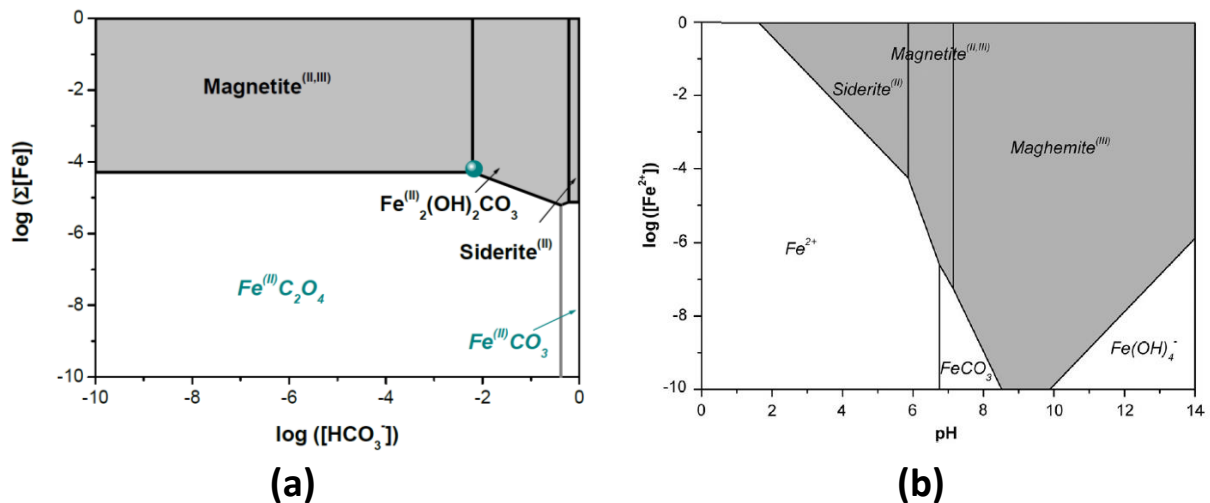 0
-2
-4
-6
-8
-10
-10
-8
-6
-4
-2
0
log (Σ[Fe])
log ([HCO₃⁻])
Magnetite⁽ᴵᴵ,ᴵᴵᴵ⁾
Fe⁽ᴵᴵ⁾₂(OH)₂CO₃
Siderite⁽ᴵᴵ⁾
Fe⁽ᴵᴵ⁾C₂O₄
Fe⁽ᴵᴵ⁾CO₃
(a)
-0
-2
-4
-6
-8
-10
0
2
4
6
8
10
12
14
log ([Fe²⁺])
pH
Magnetite⁽ᴵᴵ,ᴵᴵᴵ⁾
Siderite⁽ᴵᴵ⁾
Maghemite⁽ᴵᴵᴵ⁾
Fe²⁺
FeCO₃
Fe(OH)₄⁻
(b)